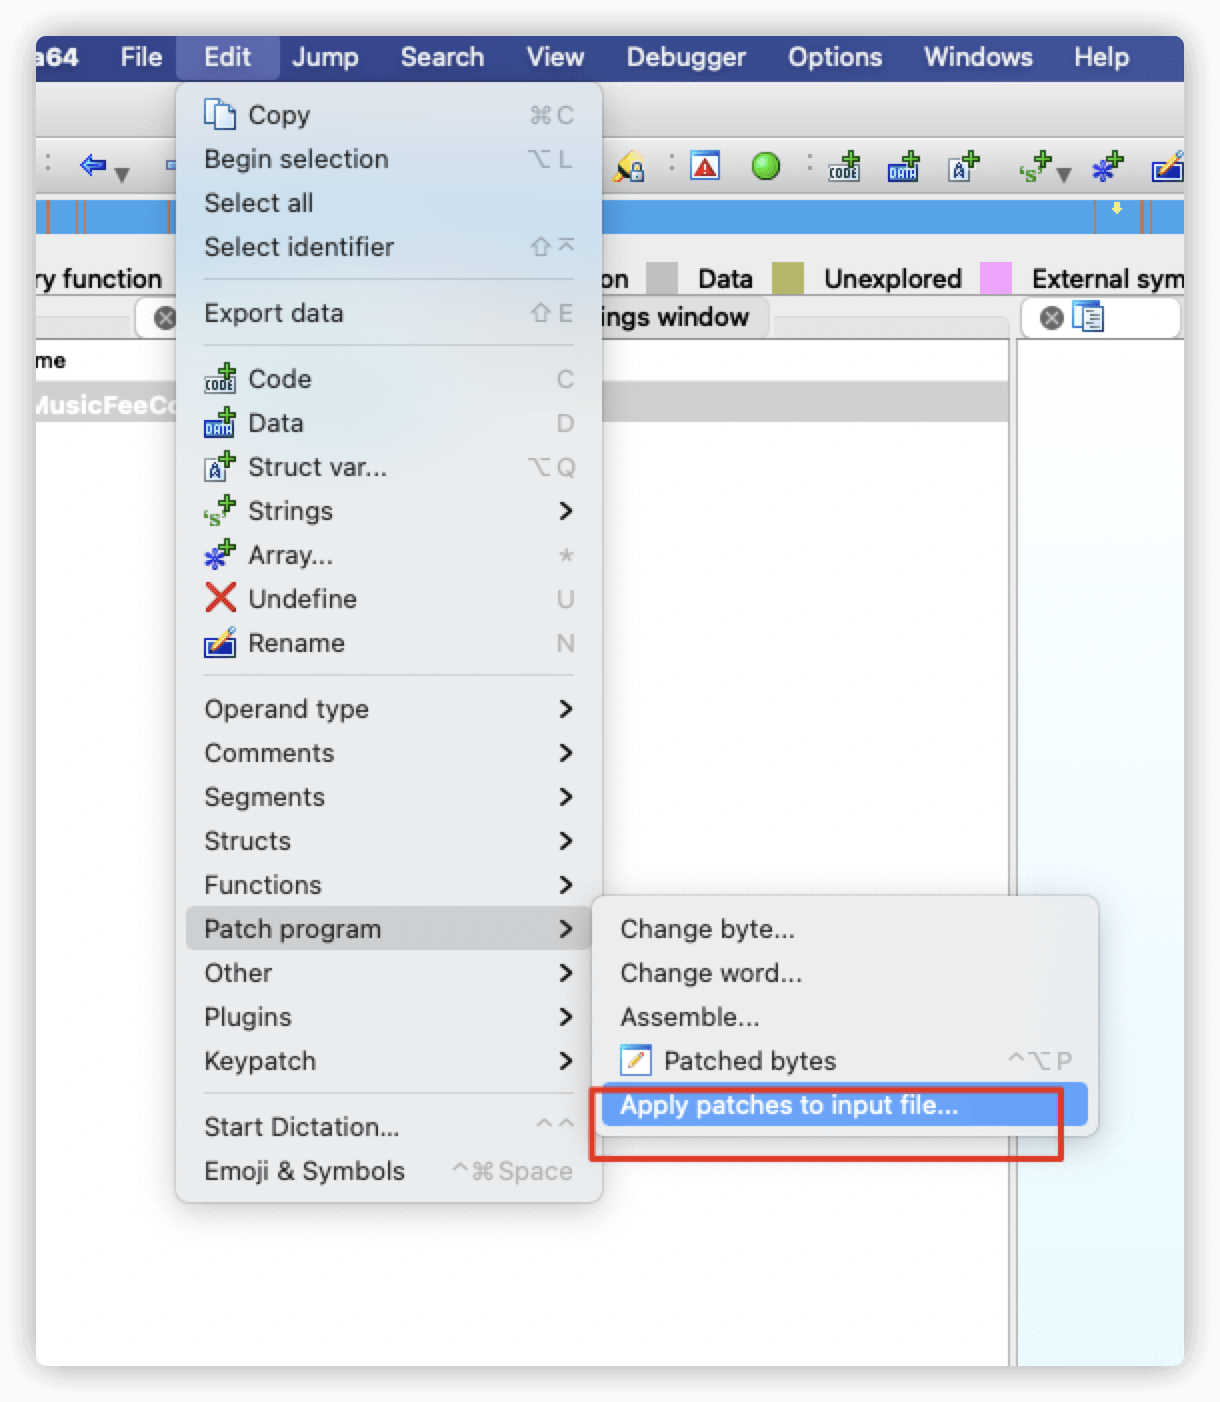 a64 File Edit Jump Search View Debugger Options Windows Help
Copy ⌘C
Begin selection ⌥L
Select all
Select identifier ⇧⌅
ry function on Data Unexplored External sym
Export data ⇧E
ings window
me
Code C
MusicFeeCo
Data D
Struct var... ⌥Q
Strings
Array... *
Undefine U
Rename N
Operand type
Comments
Segments
Structs
Functions
Patch program
Other
Plugins
Keypatch
Change byte...
Change word...
Assemble...
Patched bytes ^⌥P
Apply patches to input file...
Start Dictation... ^^
Emoji & Symbols ^⌘Space